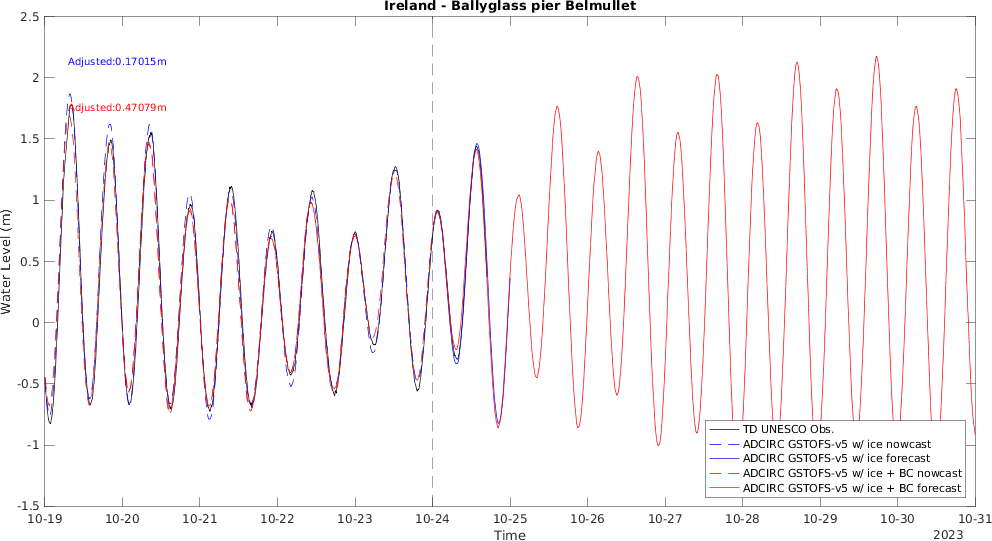 Ireland - Ballyglass pier Belmullet
2.5
2
1.5
1
0.5
0
-0.5
-1
-1.5
Water Level (m)
Adjusted:0.17015m
Adjusted:0.47079m
TD UNESCO Obs.
ADCIRC GSTOFS-v5 w/ ice nowcast
ADCIRC GSTOFS-v5 w/ ice forecast
ADCIRC GSTOFS-v5 w/ ice + BC nowcast
ADCIRC GSTOFS-v5 w/ ice + BC forecast
10-19 10-20 10-21 10-22 10-23 10-24 10-25 10-26 10-27 10-28 10-29 10-30 10-31
Time
2023